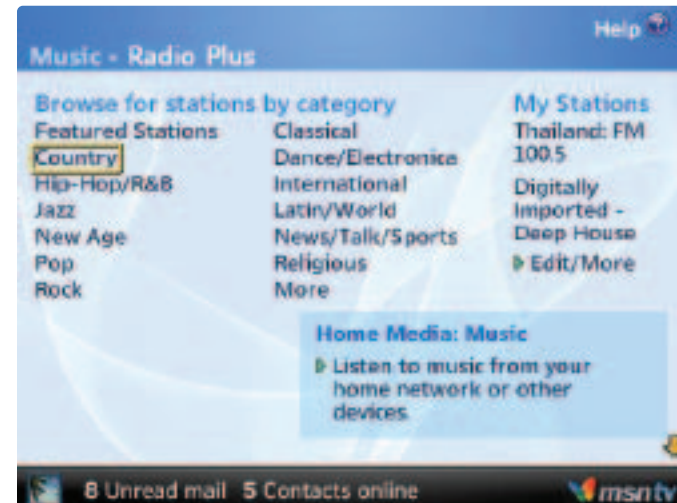 Help
Music - Radio Plus
Browse for stations by category
Featured Stations
Country
Hip-Hop/R&B
Jazz
New Age
Pop
Rock
Classical
Dance/Electronica
International
Latin/World
News/Talk/Sports
Religious
More
My Stations
Thailand: FM
100.5
Digitally
Imported -
Deep House
Edit/More
Home Media: Music
Listen to music from your
home network or other
devices.
8 Unread mail 5 Contacts online
msn tv